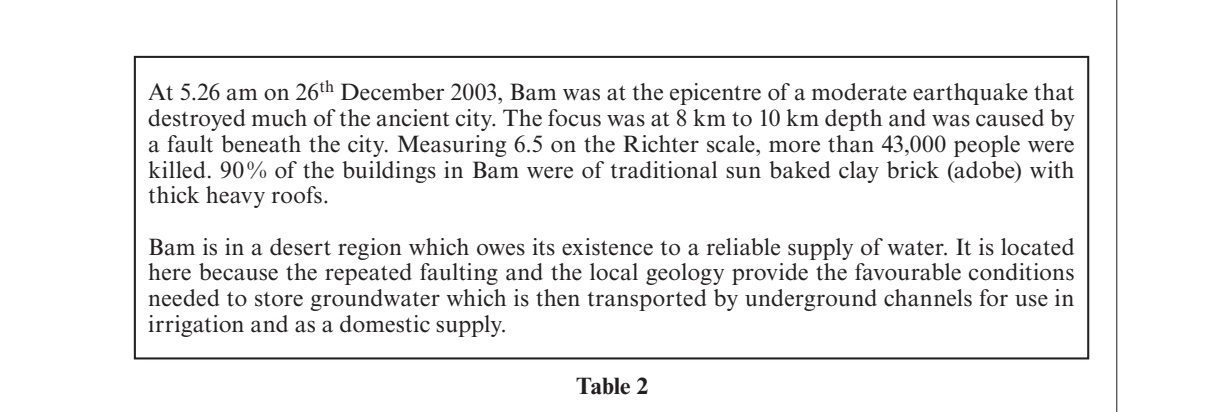 At 5.26 am on 26th December 2003, Bam was at the epicentre of a moderate earthquake that
destroyed much of the ancient city. The focus was at 8 km to 10 km depth and was caused by
a fault beneath the city. Measuring 6.5 on the Richter scale, more than 43,000 people were
killed. 90% of the buildings in Bam were of traditional sun baked clay brick (adobe) with
thick heavy roofs.
Bam is in a desert region which owes its existence to a reliable supply of water. It is located
here because the repeated faulting and the local geology provide the favourable conditions
needed to store groundwater which is then transported by underground channels for use in
irrigation and as a domestic supply.
Table 2